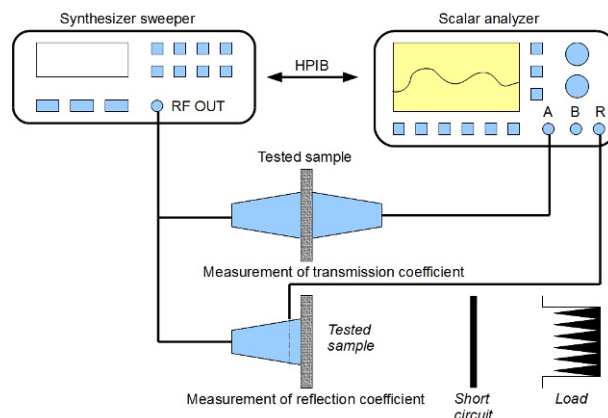 Synthesizer sweeper
Scalar analyzer
HPIB
RF OUT
A B R
Tested sample
Measurement of transmission coefficient
Tested
sample
Measurement of reflection coefficient
Short
circuit
Load